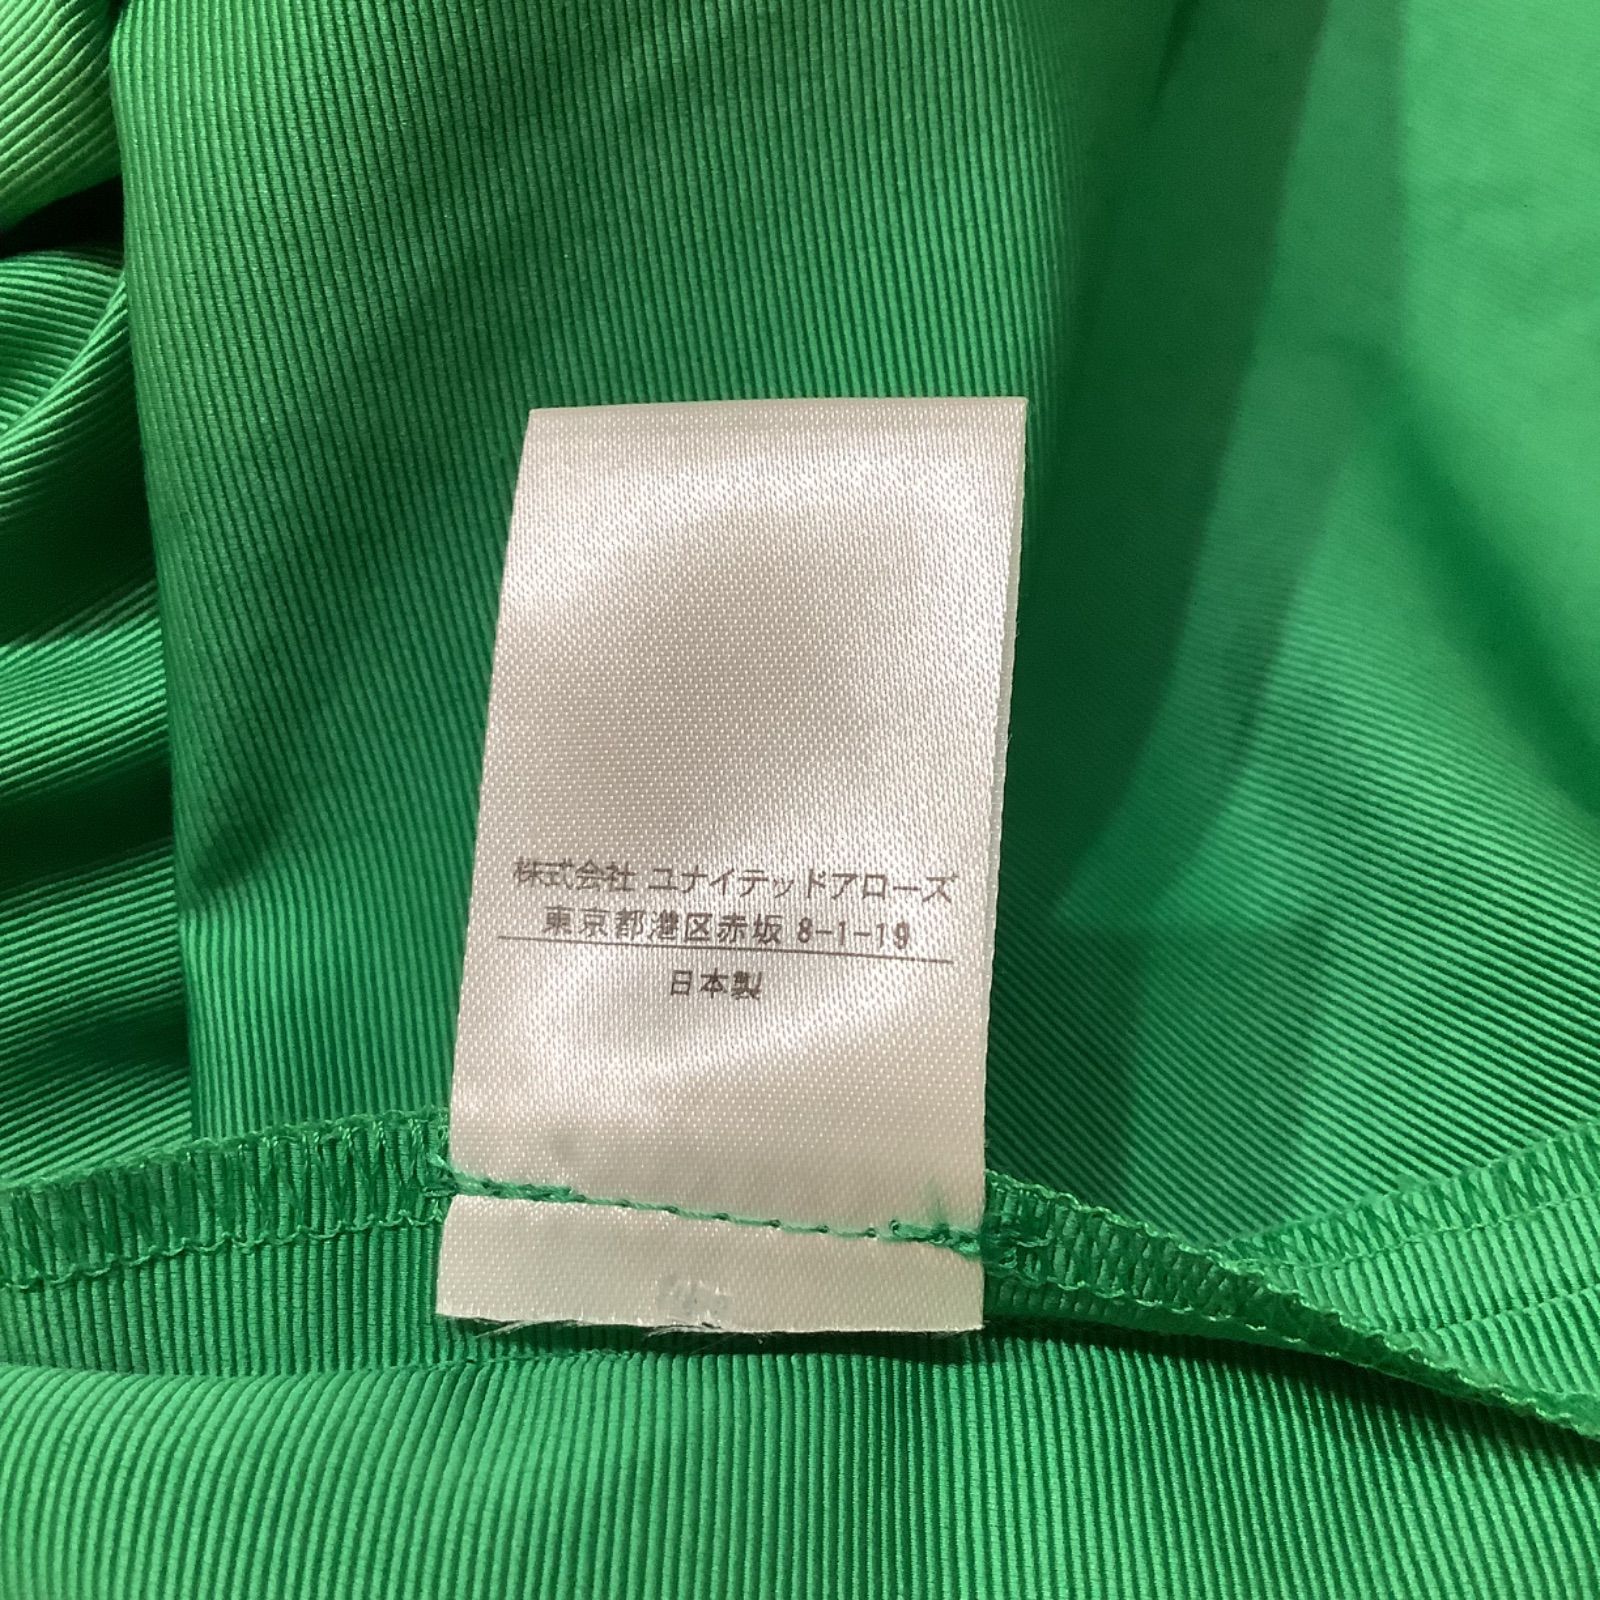 株式会社 ユナイテッドアローズ
東京都港区赤坂 8-1-19
日本製